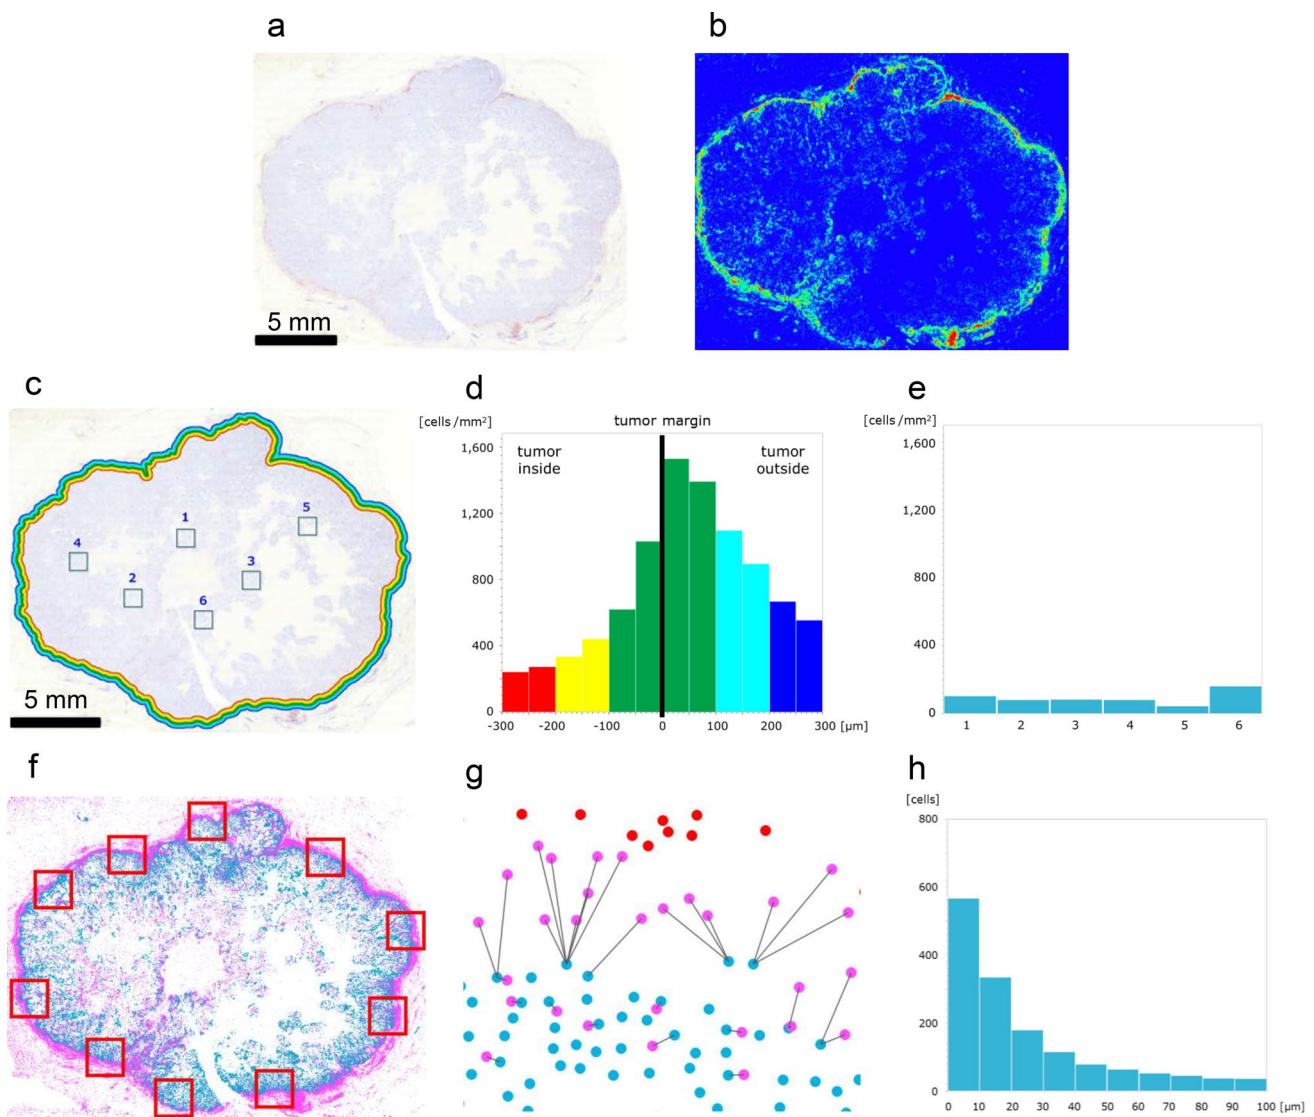 a
b
5 mm
c
d
e
[cells /mm²]
tumor margin
[cells /mm²]
1,600
tumor
inside
tumor
outside
1,600
1,200
1,200
800
800
400
400
0
0
-300
-200
-100
0
100
200
300
[µm]
1
2
3
4
5
6
5
1
4
3
2
6
5 mm
f
g
h
[cells]
800
600
400
200
0
0
10
20
30
40
50
60
70
80
90
100
[µm]